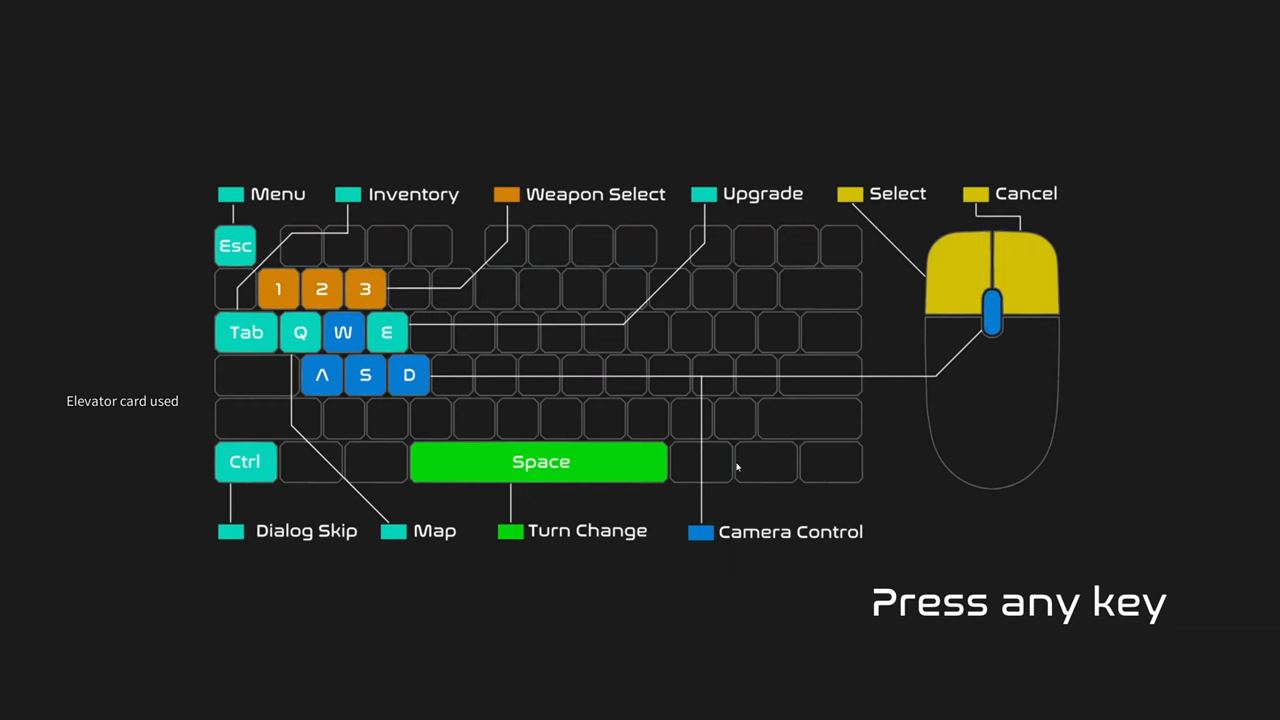 Menu
Inventory
Weapon Select
Upgrade
Select
Cancel
Esc
1 2 3
Tab Q W E
A S D
Elevator card used
Ctrl
Space
Dialog Skip
Map
Turn Change
Camera Control
Press any key